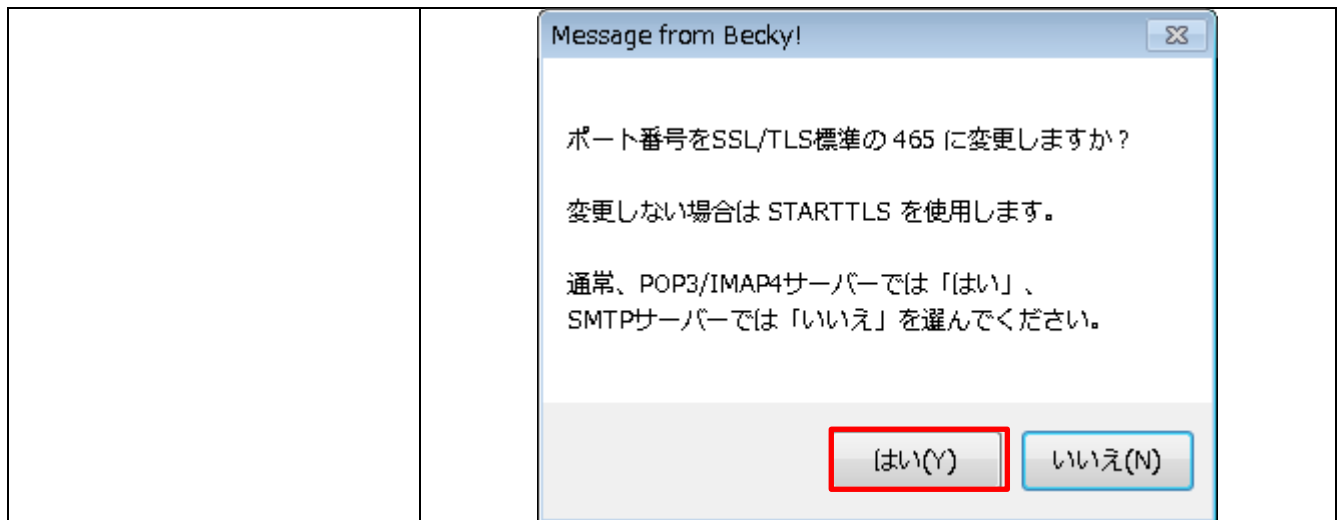 Message from Becky!
ポート番号をSSL/TLS標準の 465 に変更しますか?
変更しない場合は STARTTLS を使用します。
通常、POP3/IMAP4サーバーでは「はい」、
SMTPサーバーでは「いいえ」を選んでください。
はい(Y)
いいえ(N)